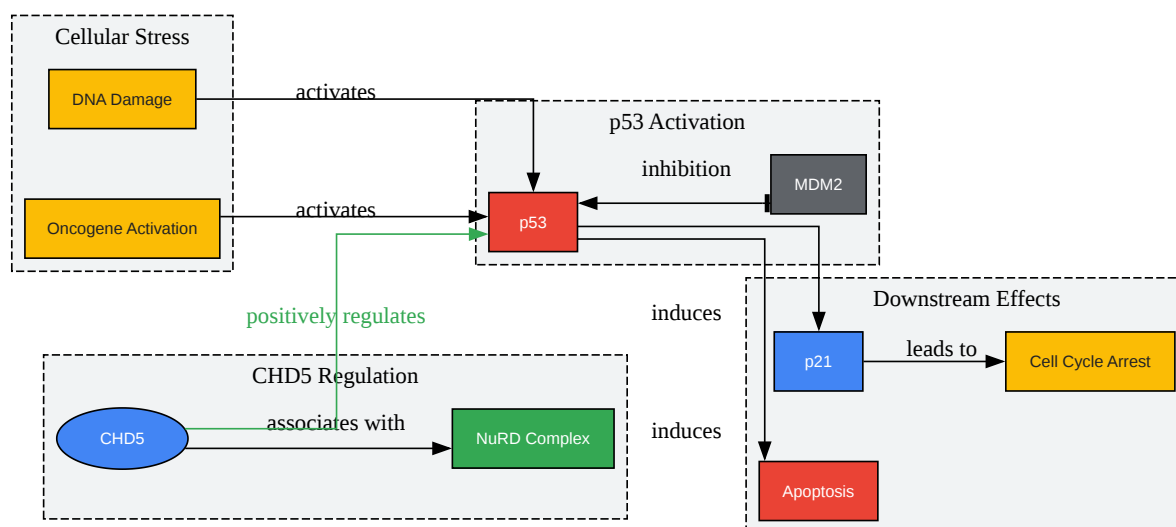 Cellular Stress
DNA Damage
activates
p53 Activation
inhibition
MDM2
Oncogene Activation
activates
p53
positively regulates
induces
Downstream Effects
p21
leads to
Cell Cycle Arrest
CHD5 Regulation
associates with
CHD5
NuRD Complex
induces
Apoptosis